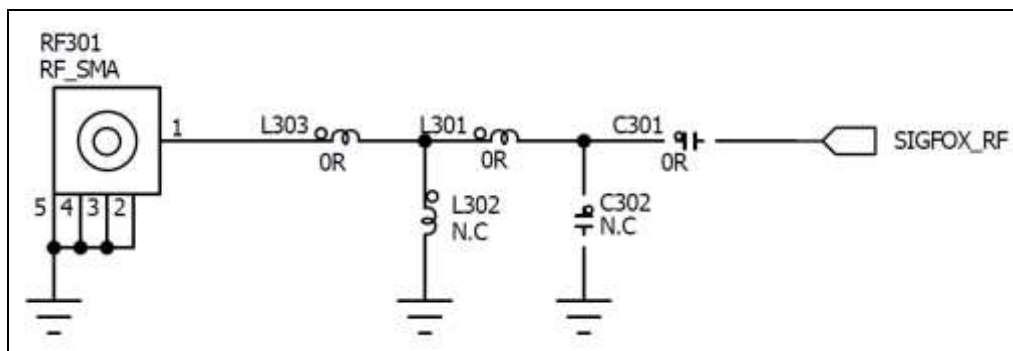 RF301
RF_SMA
1
L303
0R
L301
0R
C301
0R
SIGFOX_RF
5 4 3 2
L302
N.C
C302
N.C